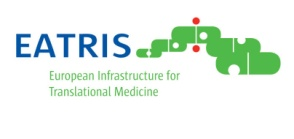 EATRIS
European Infrastructure for
Translational Medicine